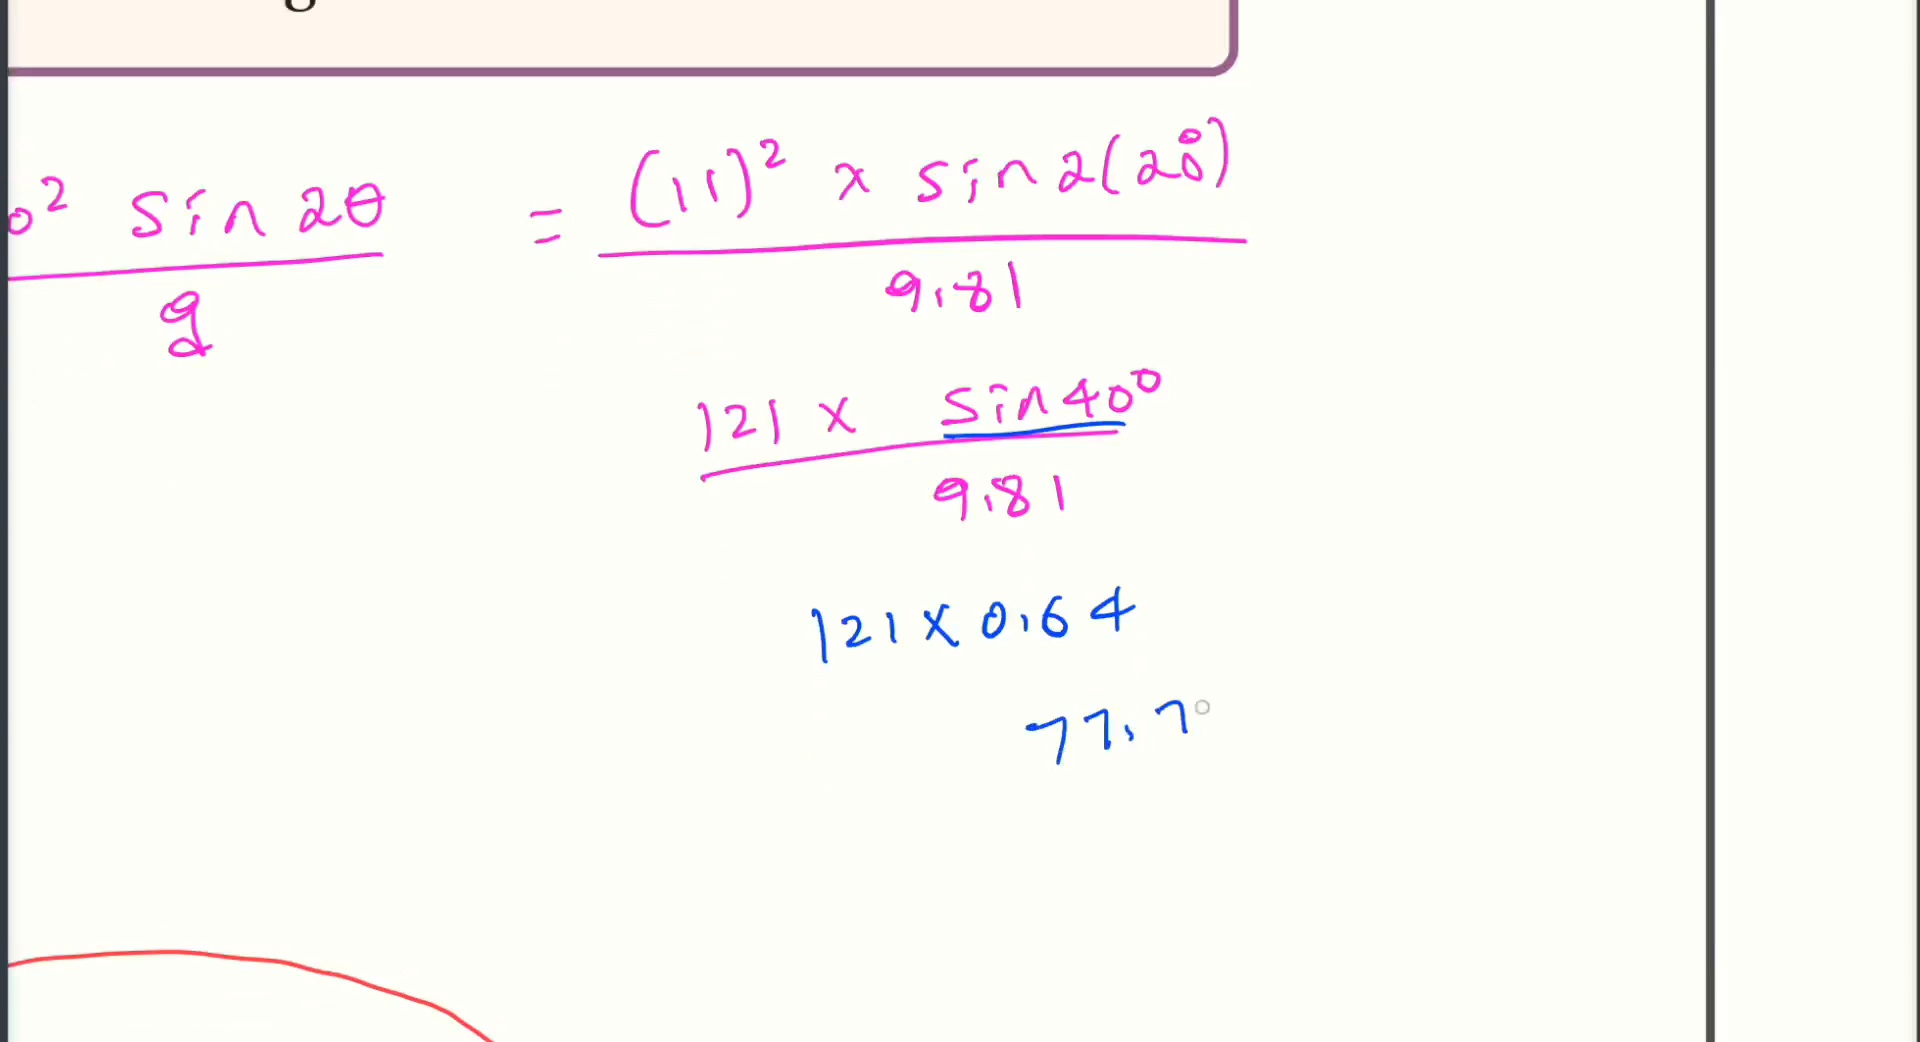 o² sin 2θ = (11)² x sin 2(20°)
g 9.81
121 x sin 40°
9.81
121 x 0.64
77.7